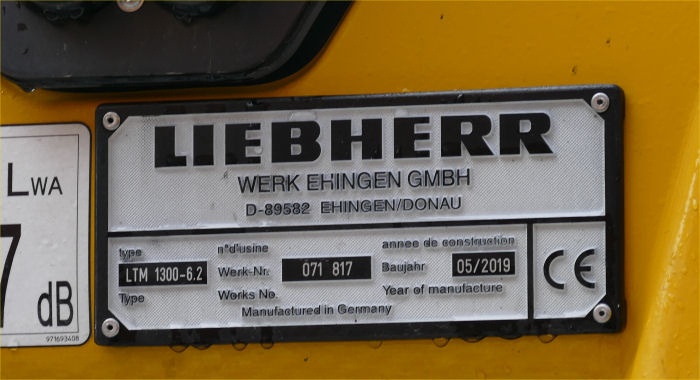 LIEBHERR
WERK EHINGEN GMBH
D-89582 EHINGEN/DONAU
type
LTM 1300-6.2
Type
n°d'usine
Werk-Nr. 071 817
Works No.
annee de construction
Baujahr 05/2019
Year of manufacture
Manufactured in Germany
CE
LWA
7
dB
971693408